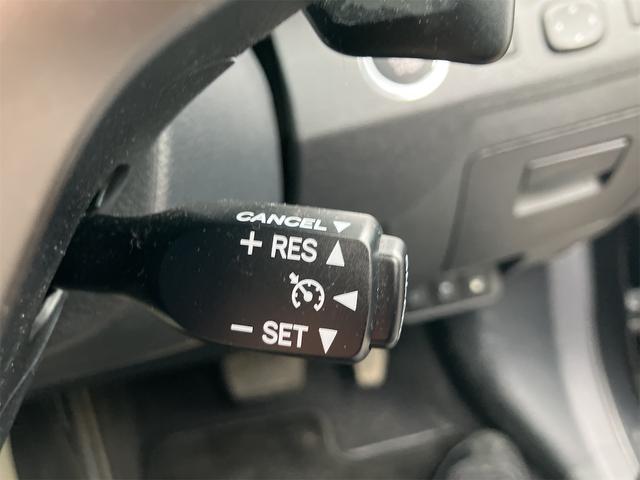 CANCEL ▼
+ RES ▲
◀
− SET ▼